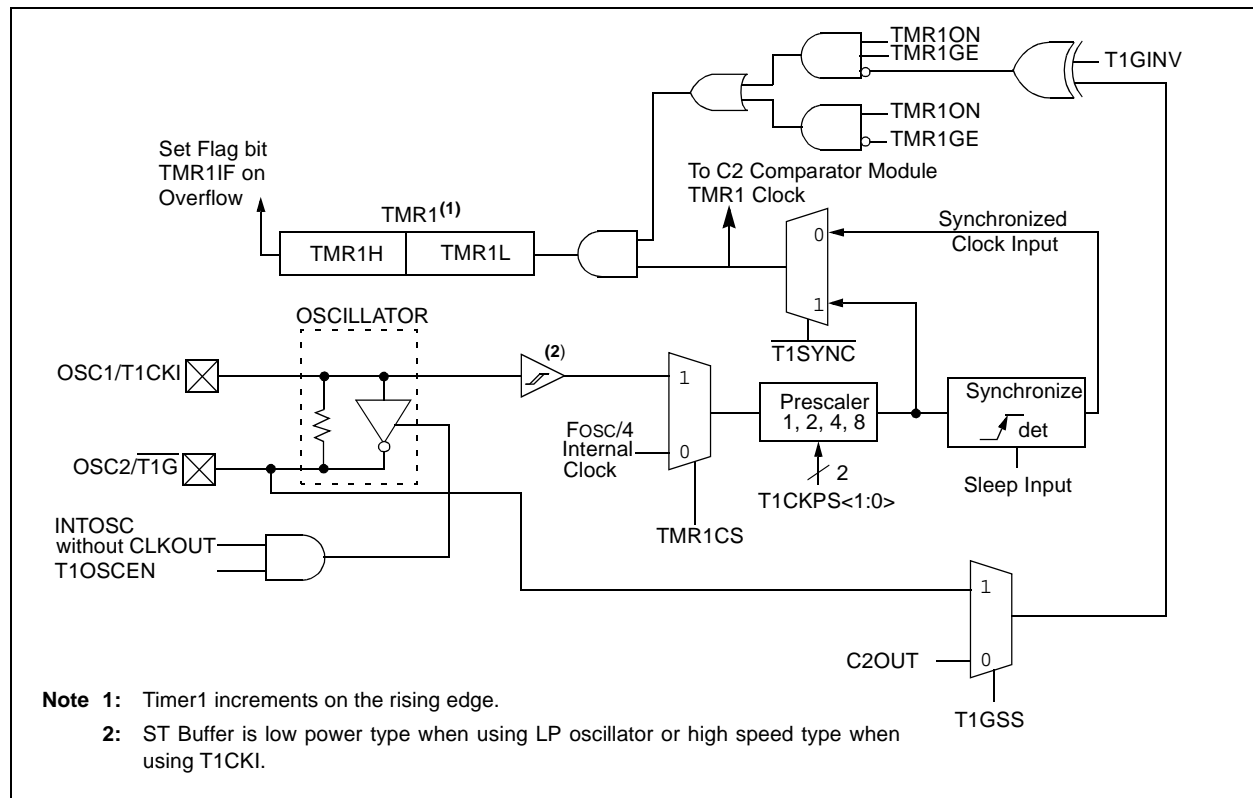 TMR1ON
TMR1GE
T1GINV
TMR1ON
TMR1GE
Set Flag bit
TMR1IF on
Overflow
To C2 Comparator Module
TMR1 Clock
TMR1(1)
TMR1H
TMR1L
0
1
Synchronized
Clock Input
T1SYNC
OSCILLATOR
OSC1/T1CKI
(2)
1
0
FOSC/4
Internal
Clock
Prescaler
1, 2, 4, 8
Synchronize
det
OSC2/T1G
2
T1CKPS<1:0>
Sleep Input
TMR1CS
INTOSC
without CLKOUT
T1OSCEN
1
0
C2OUT
T1GSS
Note 1: Timer1 increments on the rising edge.
2: ST Buffer is low power type when using LP oscillator or high speed type when
using T1CKI.